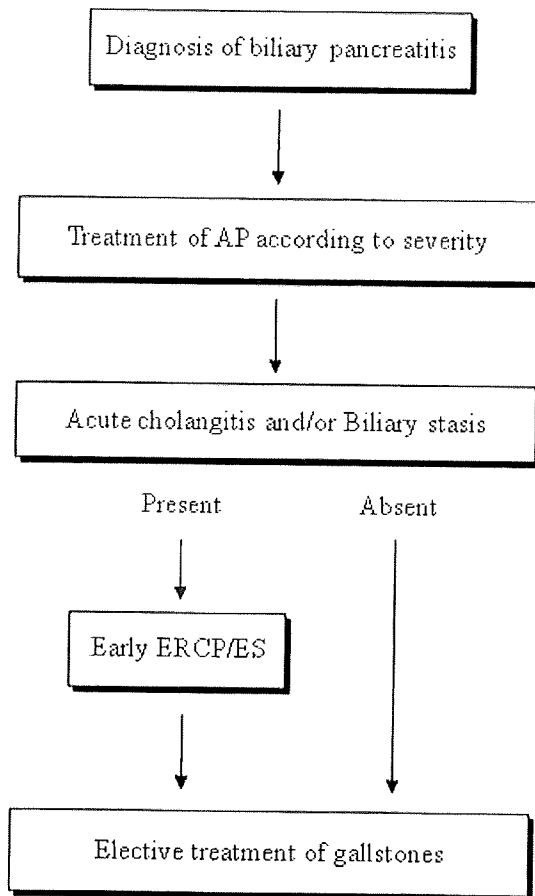 Diagnosis of biliary pancreatitis
Treatment of AP according to severity
Acute cholangitis and/or Biliary stasis
Present Absent
Early ERCP/ES
Elective treatment of gallstones